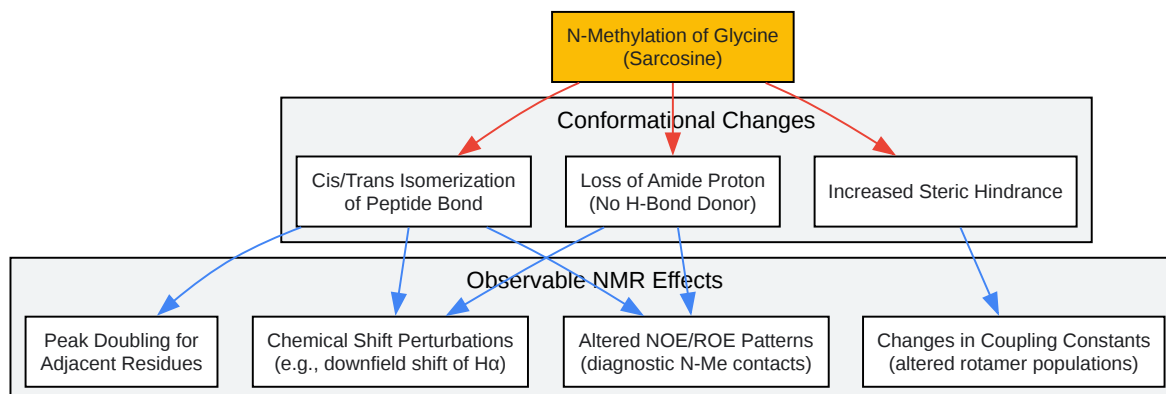 N-Methylation of Glycine
(Sarcosine)
Conformational Changes
Cis/Trans Isomerization
of Peptide Bond
Loss of Amide Proton
(No H-Bond Donor)
Increased Steric Hindrance
Observable NMR Effects
Peak Doubling for
Adjacent Residues
Chemical Shift Perturbations
(e.g., downfield shift of Hα)
Altered NOE/ROE Patterns
(diagnostic N-Me contacts)
Changes in Coupling Constants
(altered rotamer populations)